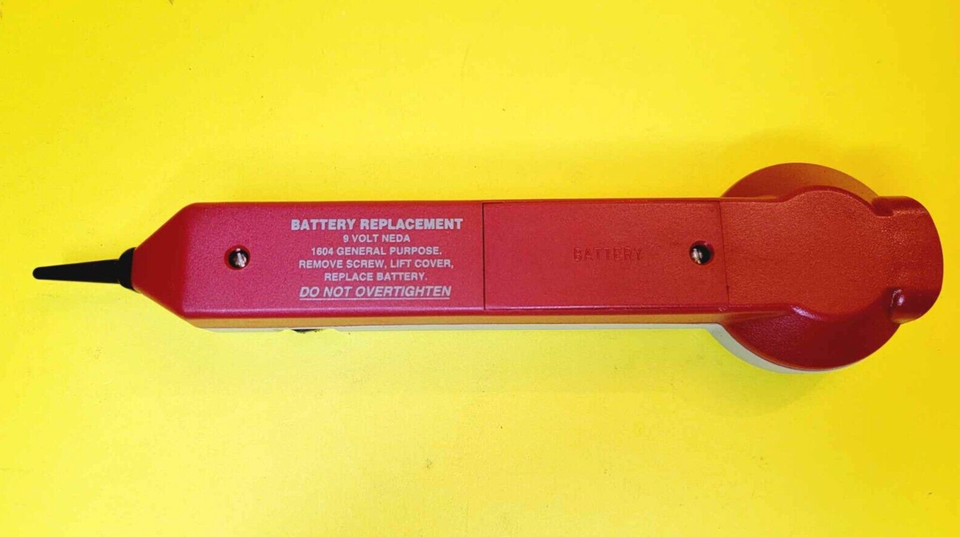 BATTERY REPLACEMENT
9 VOLT NEDA
1604 GENERAL PURPOSE.
REMOVE SCREW, LIFT COVER,
REPLACE BATTERY.
DO NOT OVERTIGHTEN
BATTERY